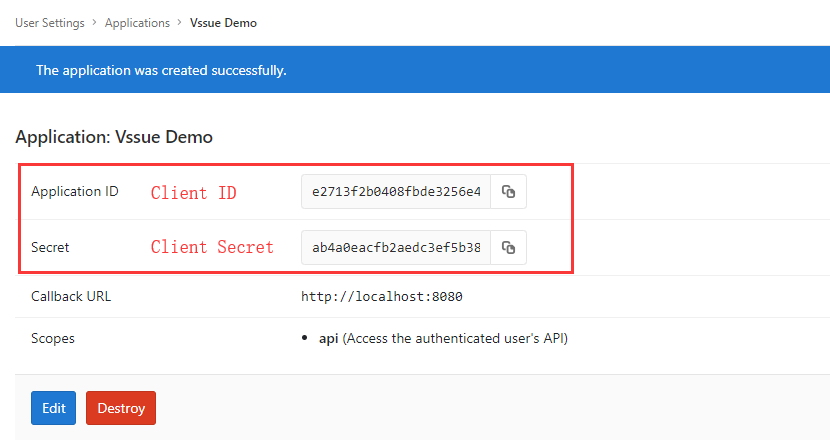 User Settings > Applications > Vssue Demo
The application was created successfully.
Application: Vssue Demo
Application ID Client ID e2713f2b0408fbde3256e4
Secret Client Secret ab4a0eacfb2aedc3ef5b38
Callback URL http://localhost:8080
Scopes • api (Access the authenticated user's API)
Edit Destroy